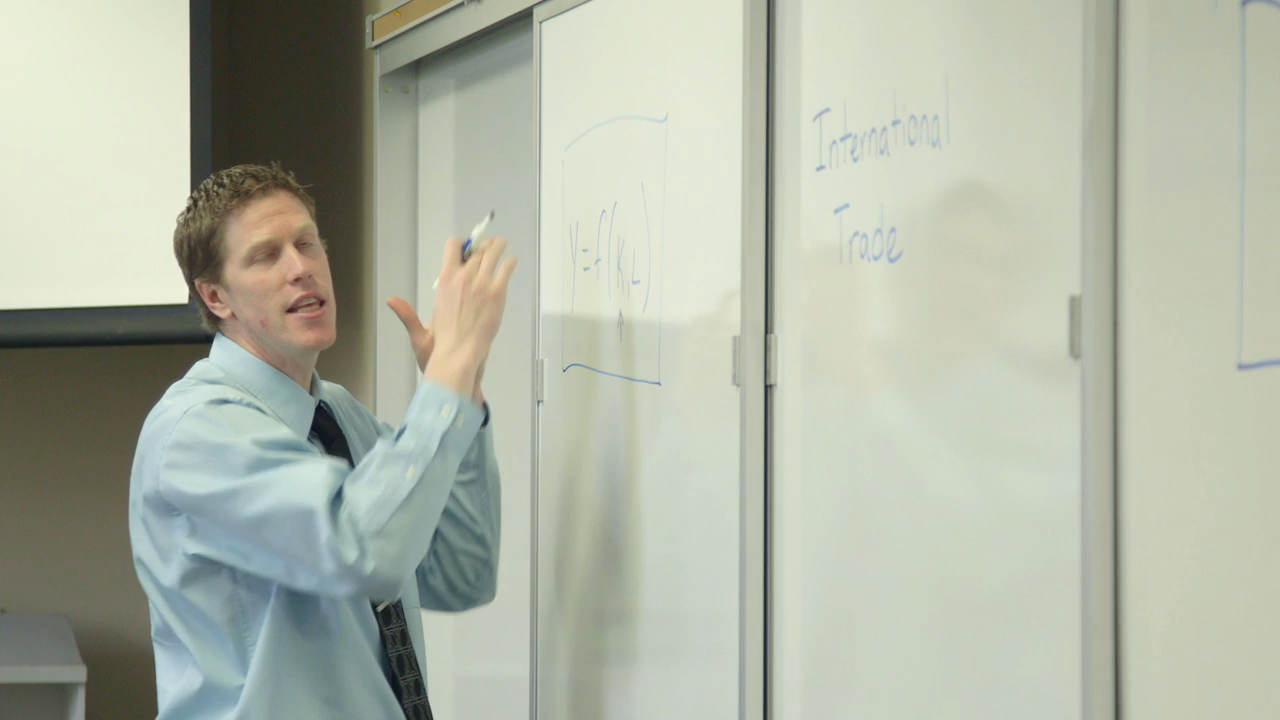 Y = f(K, L)
International
Trade